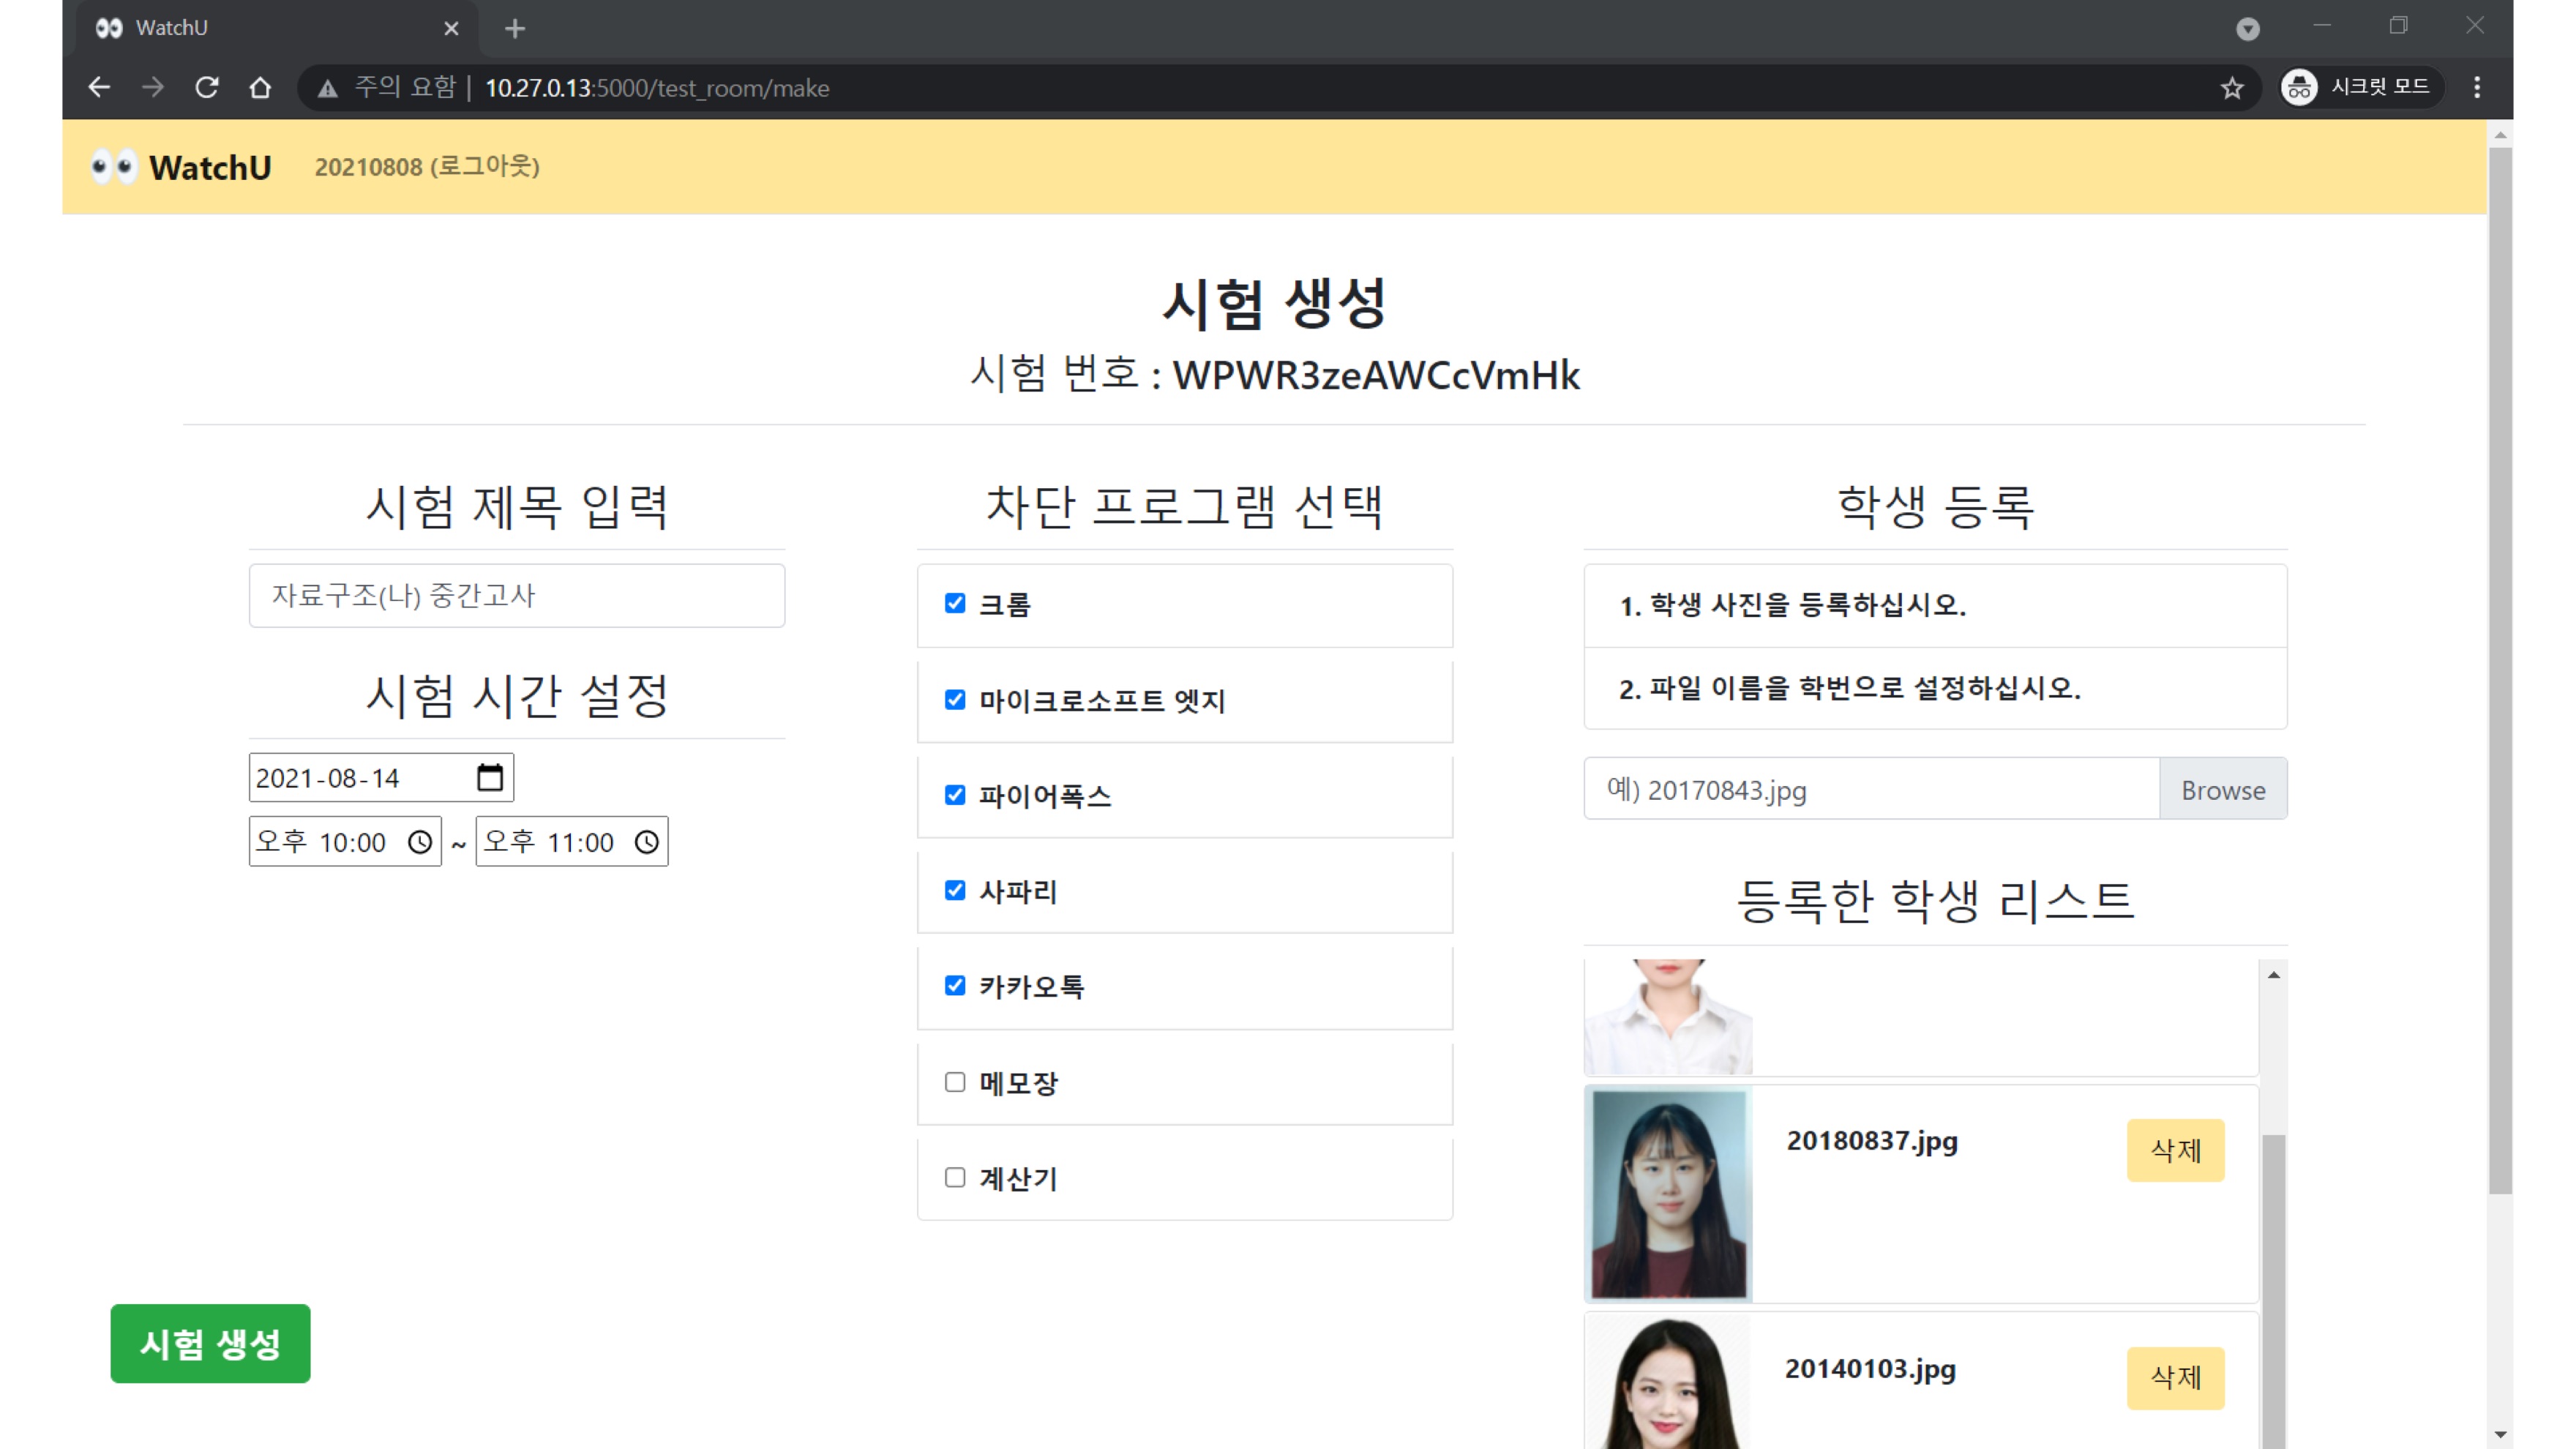 WatchU
주의 요함 | 10.27.0.13:5000/test_room/make
시크릿 모드
WatchU 20210808 (로그아웃)
시험 생성
시험 번호 : WPWR3zeAWCcVmHk
시험 제목 입력
자료구조(나) 중간고사
시험 시간 설정
2021-08-14
오후 10:00 ~ 오후 11:00
차단 프로그램 선택
크롬
마이크로소프트 엣지
파이어폭스
사파리
카카오톡
메모장
계산기
학생 등록
1. 학생 사진을 등록하십시오.
2. 파일 이름을 학번으로 설정하십시오.
예) 20170843.jpg Browse
등록한 학생 리스트
20180837.jpg 삭제
20140103.jpg 삭제
시험 생성